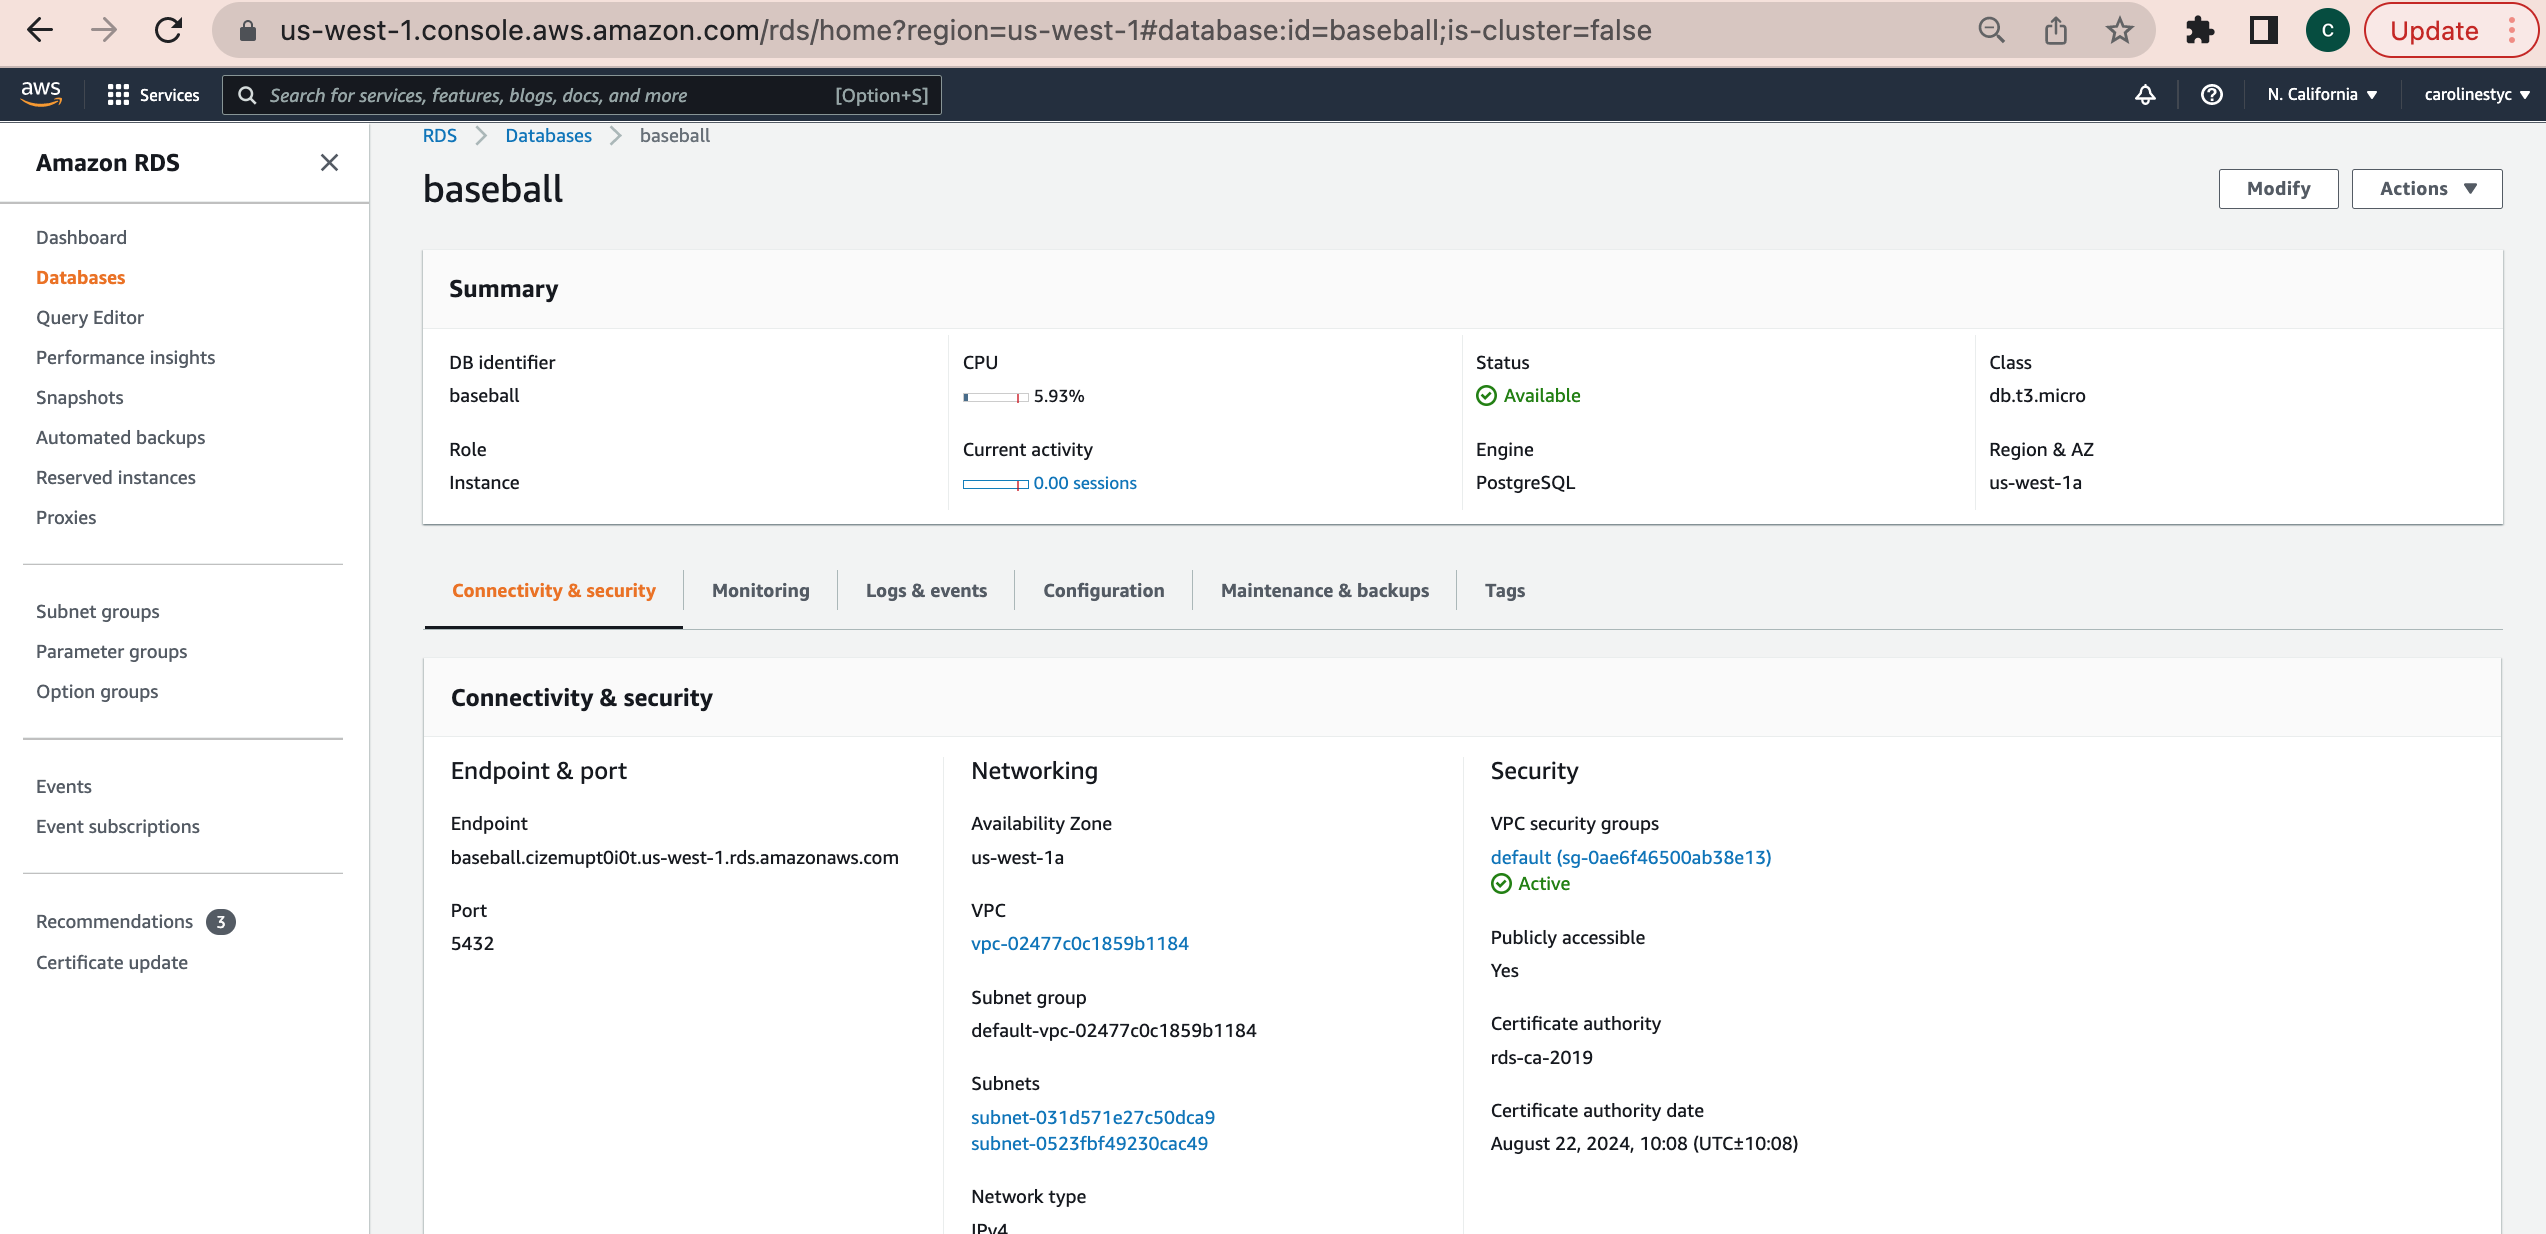 us-west-1.console.aws.amazon.com/rds/home?region=us-west-1#database:id=baseball;is-cluster=false
C
Update
aws
Services
Search for services, features, blogs, docs, and more
[Option+S]
N. California
carolinestyc
Amazon RDS
Dashboard
Databases
Query Editor
Performance insights
Snapshots
Automated backups
Reserved instances
Proxies
Subnet groups
Parameter groups
Option groups
Events
Event subscriptions
Recommendations 3
Certificate update
RDS > Databases > baseball
baseball
Modify
Actions
Summary
DB identifier
baseball
CPU
5.93%
Status
Available
Class
db.t3.micro
Role
Instance
Current activity
0.00 sessions
Engine
PostgreSQL
Region & AZ
us-west-1a
Connectivity & security
Monitoring
Logs & events
Configuration
Maintenance & backups
Tags
Connectivity & security
Endpoint & port
Endpoint
baseball.cizemupt0i0t.us-west-1.rds.amazonaws.com
Port
5432
Networking
Availability Zone
us-west-1a
VPC
vpc-02477c0c1859b1184
Subnet group
default-vpc-02477c0c1859b1184
Subnets
subnet-031d571e27c50dca9
subnet-0523fbf49230cac49
Network type
IPv4
Security
VPC security groups
default (sg-0ae6f46500ab38e13)
Active
Publicly accessible
Yes
Certificate authority
rds-ca-2019
Certificate authority date
August 22, 2024, 10:08 (UTC±10:08)